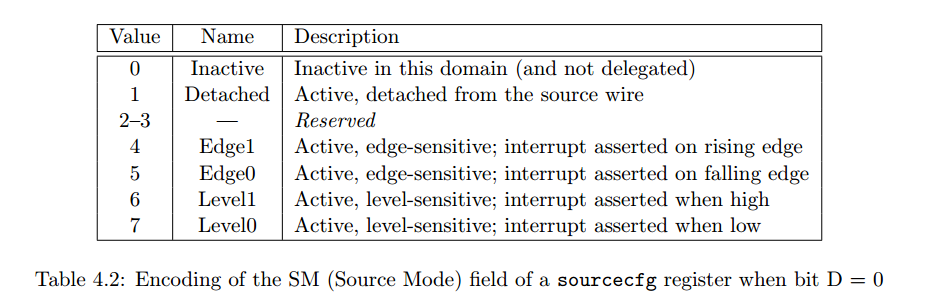 Value Name Description
0 Inactive Inactive in this domain (and not delegated)
1 Detached Active, detached from the source wire
2–3 — Reserved
4 Edge1 Active, edge-sensitive; interrupt asserted on rising edge
5 Edge0 Active, edge-sensitive; interrupt asserted on falling edge
6 Level1 Active, level-sensitive; interrupt asserted when high
7 Level0 Active, level-sensitive; interrupt asserted when low
Table 4.2: Encoding of the SM (Source Mode) field of a sourcecfg register when bit D = 0